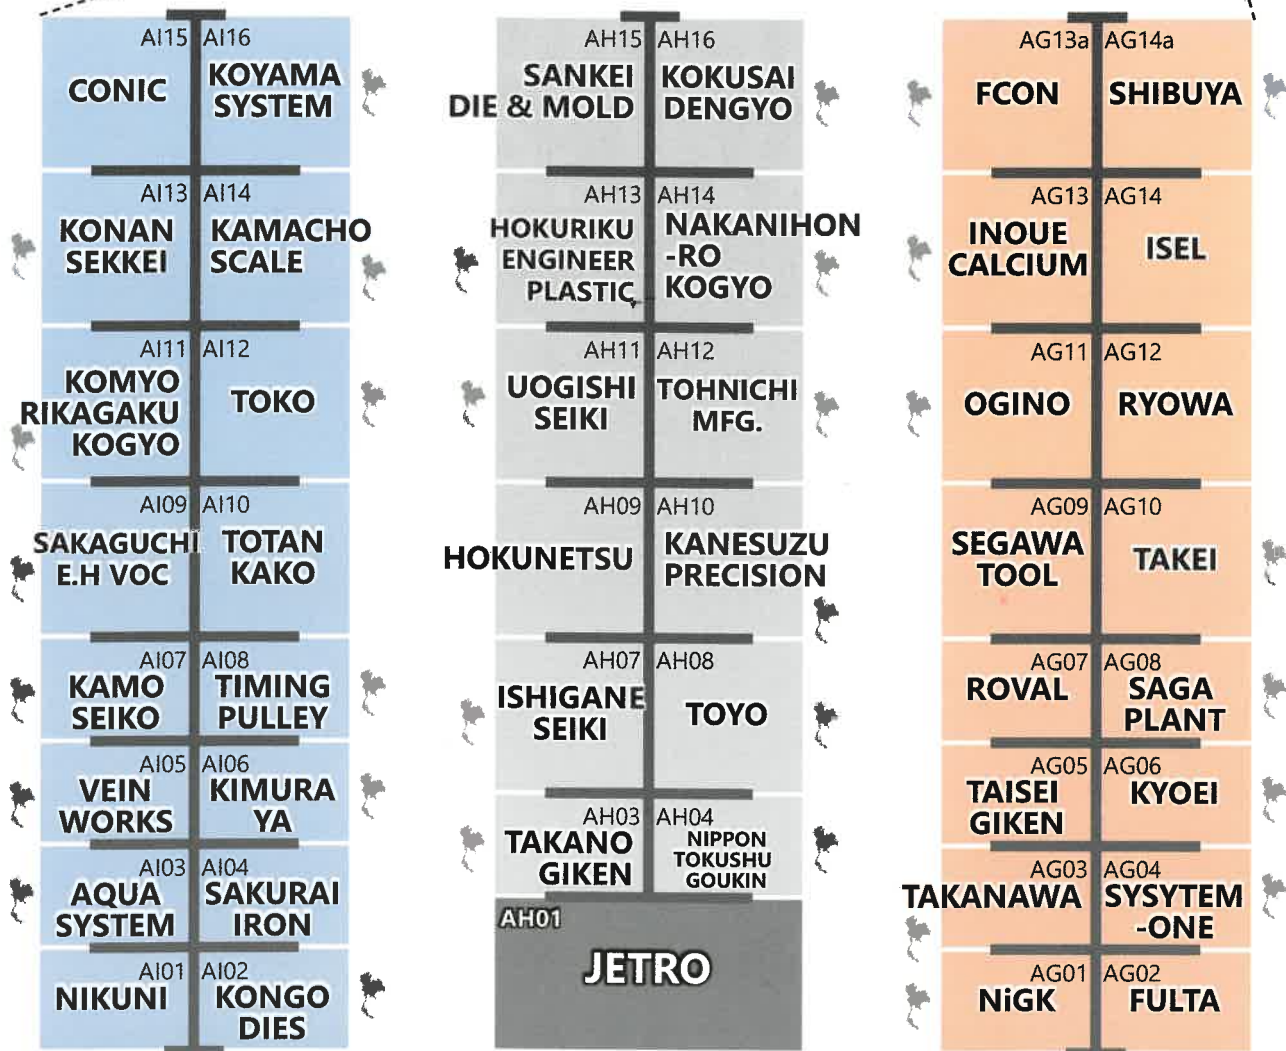 AI15 AI16
CONIC
KOYAMA
SYSTEM
AI13 AI14
KONAN
SEKKEI
KAMACHO
SCALE
AI11 AI12
KOMYO
RIKAGAKU
KOGYO
TOKO
AI09 AI10
SAKAGUCHI
E.H VOC
TOTAN
KAKO
AI07 AI08
KAMO
SEIKO
TIMING
PULLEY
AI05 AI06
VEIN
WORKS
KIMURA
YA
AI03 AI04
AQUA
SYSTEM
SAKURAI
IRON
AI01 AI02
NIKUNI
KONGO
DIES
AH15 AH16
SANKEI
DIE & MOLD
KOKUSAI
DENGYO
AH13 AH14
HOKURIKU
ENGINEER
PLASTIC
NAKANIHON
-RO
KOGYO
AH11 AH12
UOGISHI
SEIKI
TOHNICHI
MFG.
AH09 AH10
HOKUNETSU
KANESUZU
PRECISION
AH07 AH08
ISHIGANE
SEIKI
TOYO
AH03 AH04
TAKANO
GIKEN
NIPPON
TOKUSHU
GOUKIN
AH01
JETRO
AG13a AG14a
FCON
SHIBUYA
AG13 AG14
INOUE
CALCIUM
ISEL
AG11 AG12
OGINO
RYOWA
AG09 AG10
SEGAWA
TOOL
TAKEI
AG07 AG08
ROVAL
SAGA
PLANT
AG05 AG06
TAISEI
GIKEN
KYOEI
AG03 AG04
TAKANAWA
SYSYTEM
-ONE
AG01 AG02
NiGK
FULTA